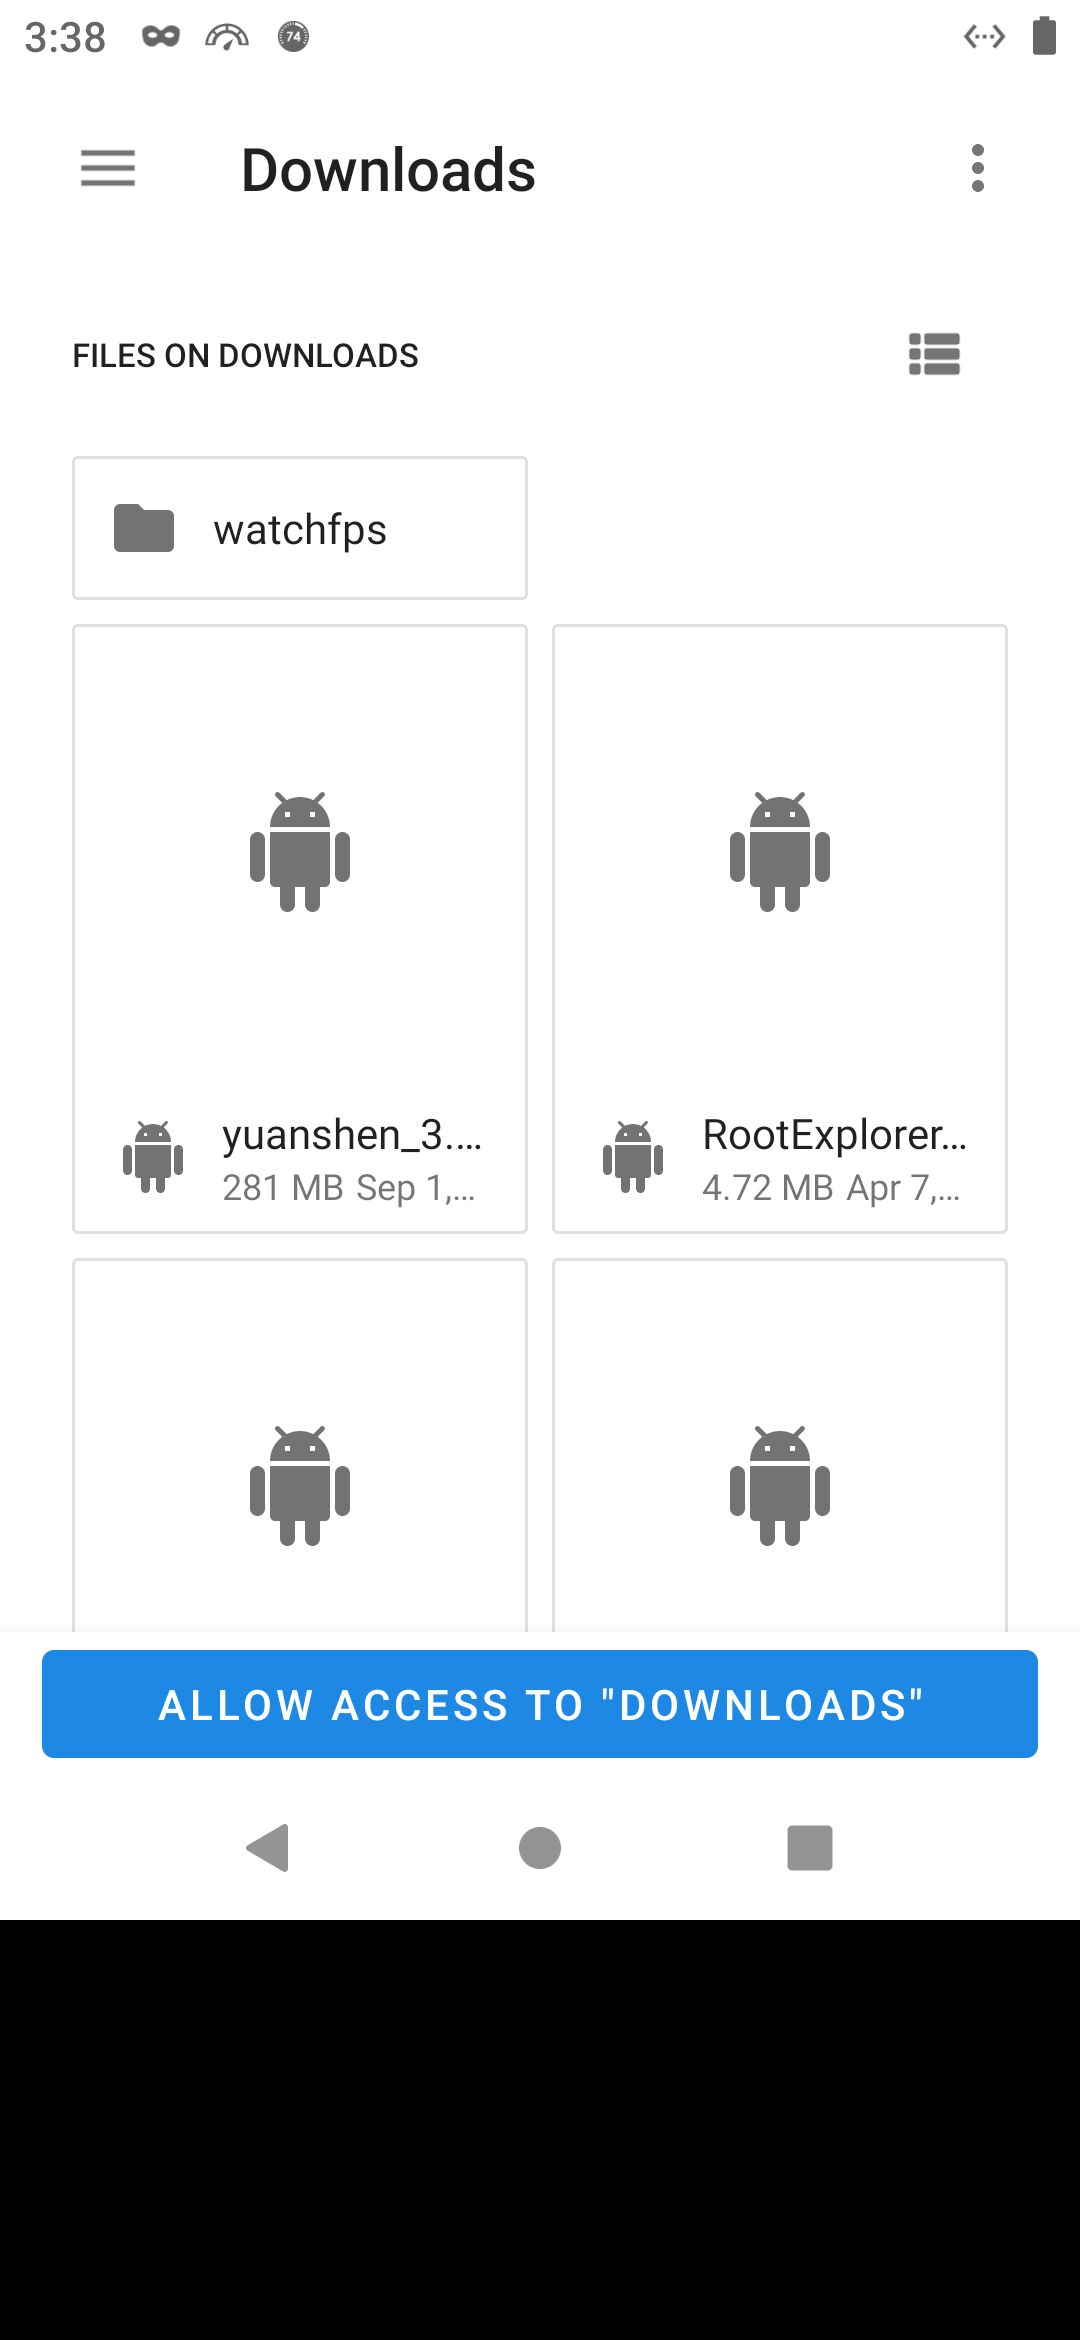 3:38
74
Downloads
FILES ON DOWNLOADS
watchfps
yuanshen_3....
281 MB Sep 1,...
RootExplorer...
4.72 MB Apr 7,...
ALLOW ACCESS TO "DOWNLOADS"